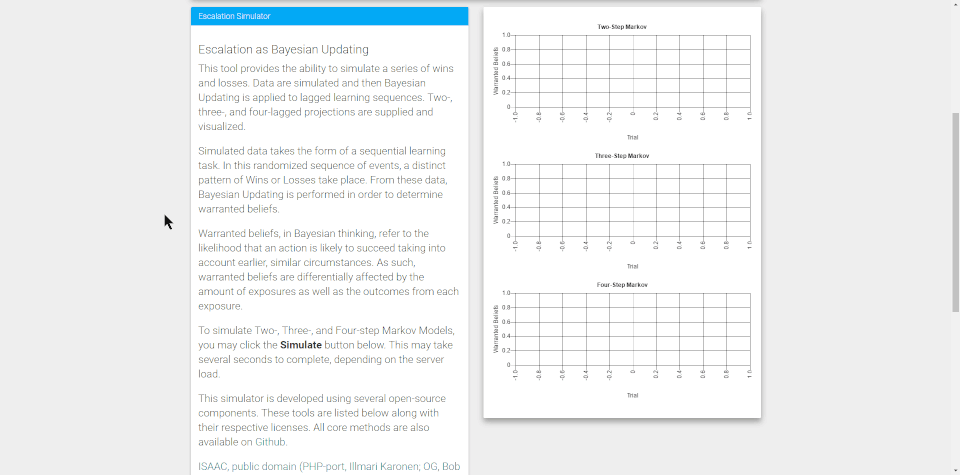 Escalation Simulator
Escalation as Bayesian Updating
This tool provides the ability to simulate a series of wins
and losses. Data are simulated and then Bayesian
Updating is applied to lagged learning sequences. Two-,
three-, and four-lagged projections are supplied and
visualized.
Simulated data takes the form of a sequential learning
task. In this randomized sequence of events, a distinct
pattern of Wins or Losses take place. From these data,
Bayesian Updating is performed in order to determine
warranted beliefs.
Warranted beliefs, in Bayesian thinking, refer to the
likelihood that an action is likely to succeed taking into
account earlier, similar circumstances. As such,
warranted beliefs are differentially affected by the
amount of exposures as well as the outcomes from each
exposure.
To simulate Two-, Three-, and Four-step Markov Models,
you may click the Simulate button below. This may take
several seconds to complete, depending on the server
load.
This simulator is developed using several open-source
components. These tools are listed below along with
their respective licenses. All core methods are also
available on Github.
ISAAC, public domain (PHP-port, Illmari Karonen; OG, Bob
Two-Step Markov
Warranted Beliefs
1.0
0.8
0.6
0.4
0.2
0
-1.0 -0.8 -0.6 -0.4 -0.2 0 0.2 0.4 0.6 0.8 1.0
Trial
Three-Step Markov
Warranted Beliefs
1.0
0.8
0.6
0.4
0.2
0
-1.0 -0.8 -0.6 -0.4 -0.2 0 0.2 0.4 0.6 0.8 1.0
Trial
Four-Step Markov
Warranted Beliefs
1.0
0.8
0.6
0.4
0.2
0
-1.0 -0.8 -0.6 -0.4 -0.2 0 0.2 0.4 0.6 0.8 1.0
Trial